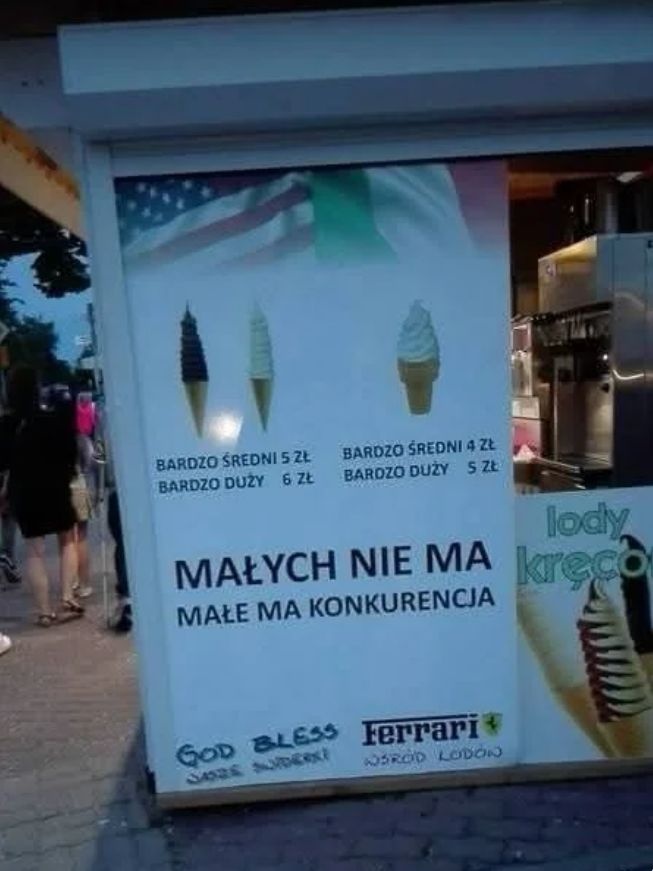 BARDZO ŚREDNI 5 ZŁ
BARDZO DUŻY 6 ZŁ
BARDZO ŚREDNI 4 ZŁ
BARDZO DUŻY 5 ZŁ
MAŁYCH NIE MA
MAŁE MA KONKURENCJA
GOD BLESS
NASZE ŚWIDERKI
Ferrari
WŚRÓD LODÓW
lody
kręco